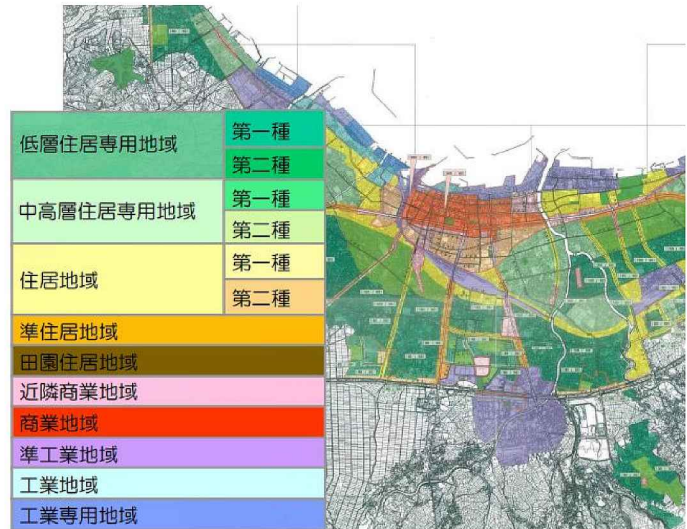 低層住居専用地域
第一種
第二種
中高層住居専用地域
第一種
第二種
住居地域
第一種
第二種
準住居地域
田園住居地域
近隣商業地域
商業地域
準工業地域
工業地域
工業専用地域